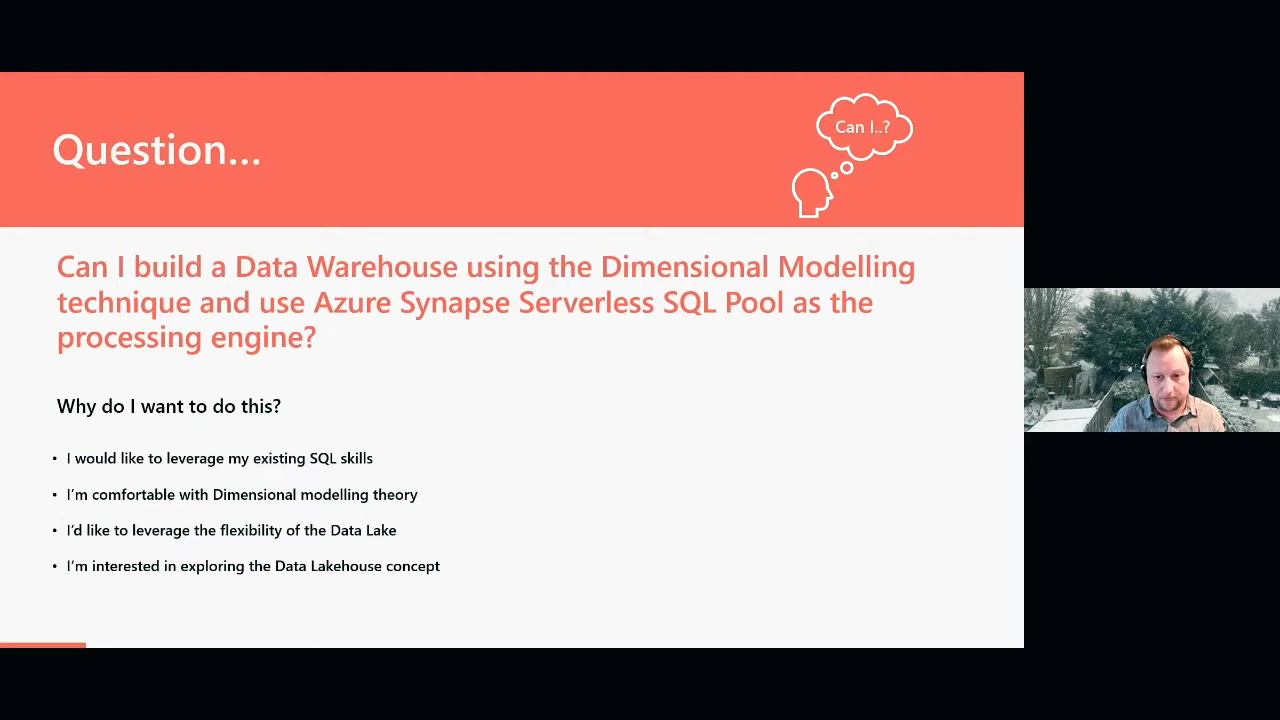 Question...
Can I..?
Can I build a Data Warehouse using the Dimensional Modelling
technique and use Azure Synapse Serverless SQL Pool as the
processing engine?
Why do I want to do this?
• I would like to leverage my existing SQL skills
• I'm comfortable with Dimensional modelling theory
• I'd like to leverage the flexibility of the Data Lake
• I'm interested in exploring the Data Lakehouse concept